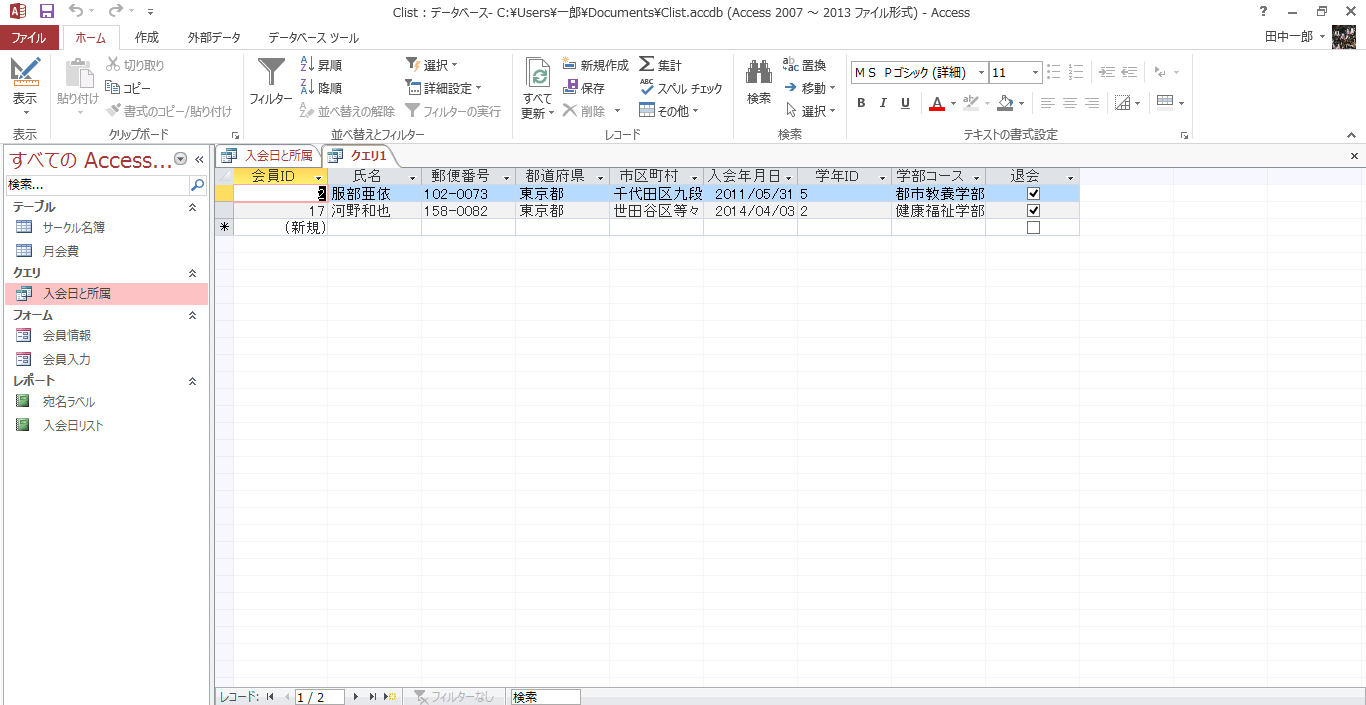 Clist : データベース- C:¥Users¥一郎¥Documents¥Clist.accdb (Access 2007 ～ 2013 ファイル形式) - Access
ファイル ホーム 作成 外部データ データベース ツール 田中一郎
表示
表示
貼り付け
切り取り
コピー
書式のコピー/貼り付け
クリップボード
フィルター
昇順
降順
並べ替えの解除
選択
詳細設定
フィルターの実行
並べ替えとフィルター
すべて
更新
新規作成
保存
削除
集計
スペル チェック
その他
レコード
検索
置換
移動
選択
検索
ＭＳ Ｐゴシック (詳細) 11
B I U A
テキストの書式設定
すべての Access... «
検索...
テーブル
サークル名簿
月会費
クエリ
入会日と所属
フォーム
会員情報
会員入力
レポート
宛名ラベル
入会日リスト
入会日と所属 クエリ1
会員ID 氏名 郵便番号 都道府県 市区町村 入会年月日 学年ID 学部コース 退会
2 服部亜依 102-0073 東京都 千代田区九段 2011/05/31 5 都市教養学部
17 河野和也 158-0082 東京都 世田谷区等々 2014/04/03 2 健康福祉学部
* (新規)
レコード: 1 / 2 フィルターなし 検索